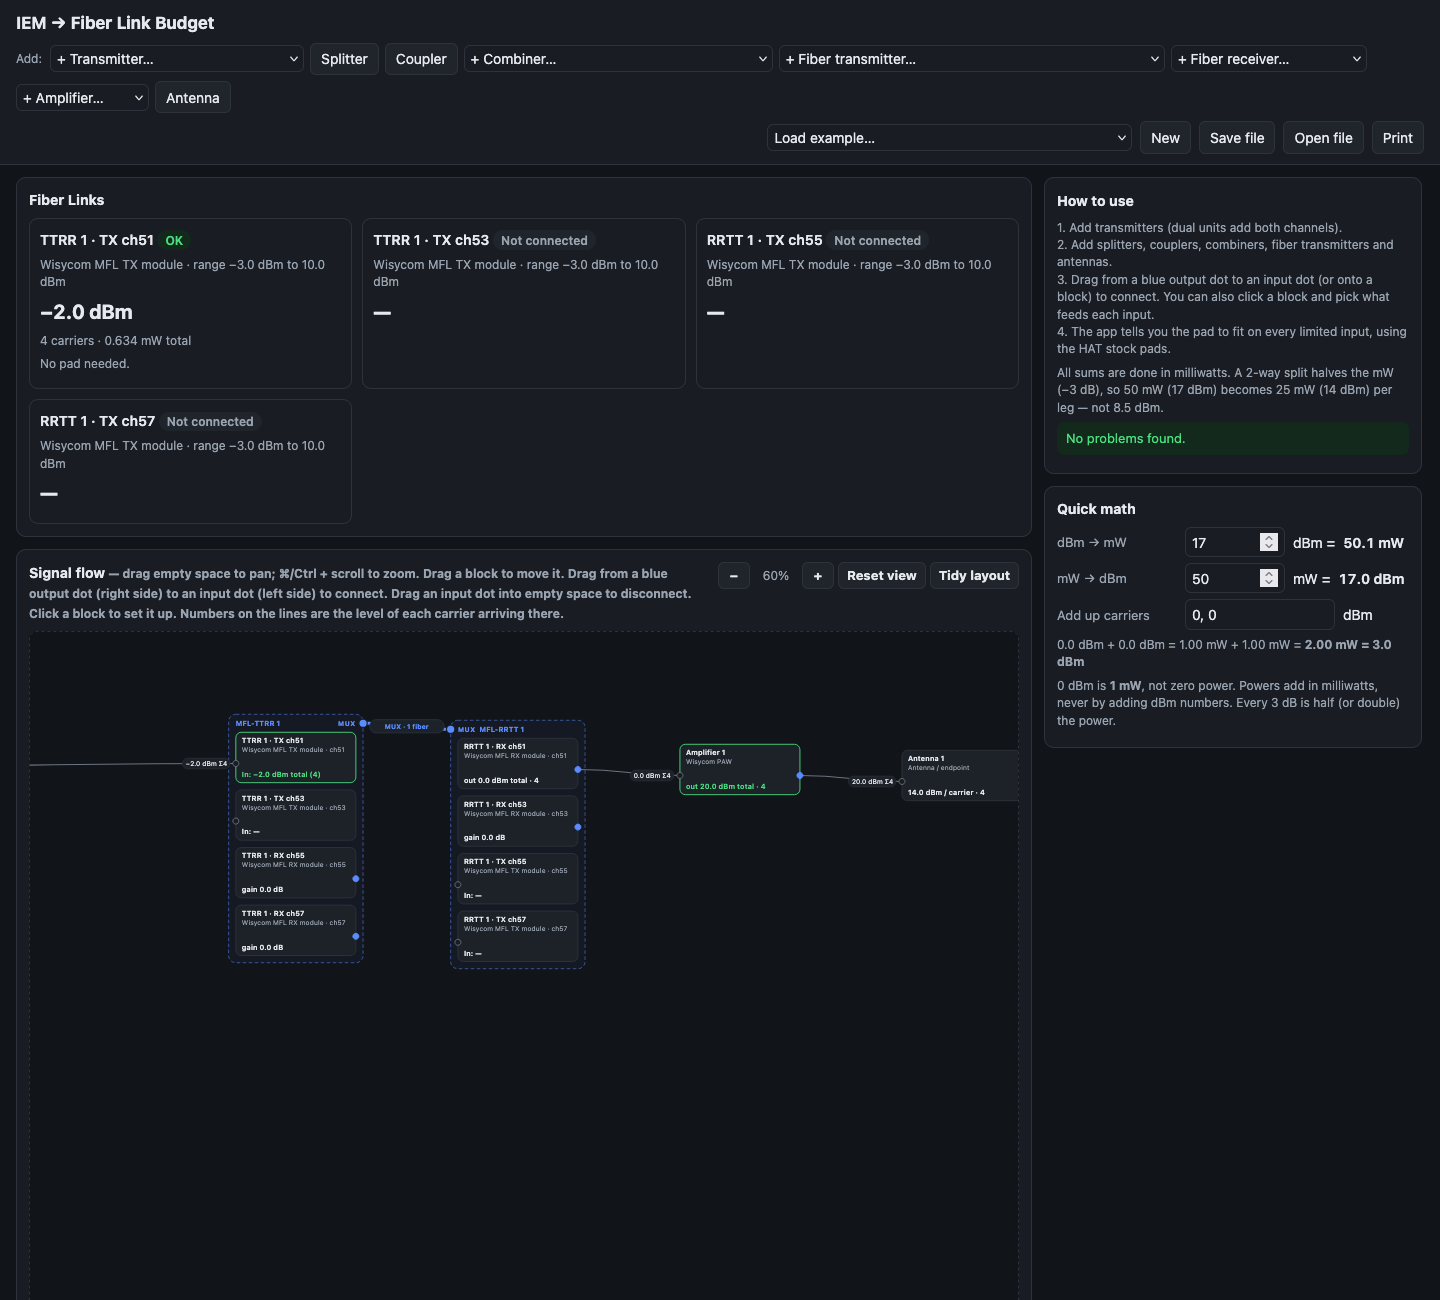 IEM → Fiber Link Budget
Add: + Transmitter... Splitter Coupler + Combiner... + Fiber transmitter... + Fiber receiver...
+ Amplifier... Antenna
Load example... New Save file Open file Print
Fiber Links
TTRR 1 · TX ch51 OK
Wisycom MFL TX module · range −3.0 dBm to 10.0
dBm
−2.0 dBm
4 carriers · 0.634 mW total
No pad needed.
TTRR 1 · TX ch53 Not connected
Wisycom MFL TX module · range −3.0 dBm to 10.0
dBm
—
RRTT 1 · TX ch55 Not connected
Wisycom MFL TX module · range −3.0 dBm to 10.0
dBm
—
RRTT 1 · TX ch57 Not connected
Wisycom MFL TX module · range −3.0 dBm to 10.0
dBm
—
Signal flow — drag empty space to pan; ⌘/Ctrl + scroll to zoom. Drag a block to move it. Drag from a blue
output dot (right side) to an input dot (left side) to connect. Drag an input dot into empty space to disconnect.
Click a block to set it up. Numbers on the lines are the level of each carrier arriving there.
− 60% + Reset view Tidy layout
−2.0 dBm Σ4
MFL-TTRR 1 MUX
TTRR 1 · TX ch51
Wisycom MFL TX module · ch51
In: −2.0 dBm total (4)
TTRR 1 · TX ch53
Wisycom MFL TX module · ch53
In: —
TTRR 1 · RX ch55
Wisycom MFL RX module · ch55
gain 0.0 dB
TTRR 1 · RX ch57
Wisycom MFL RX module · ch57
gain 0.0 dB
MUX · 1 fiber
MUX MFL-RRTT 1
RRTT 1 · RX ch51
Wisycom MFL RX module · ch51
out 0.0 dBm total · 4
RRTT 1 · RX ch53
Wisycom MFL RX module · ch53
gain 0.0 dB
RRTT 1 · TX ch55
Wisycom MFL TX module · ch55
In: —
RRTT 1 · TX ch57
Wisycom MFL TX module · ch57
In: —
0.0 dBm Σ4
Amplifier 1
Wisycom PAW
out 20.0 dBm total · 4
20.0 dBm Σ4
Antenna 1
Antenna / endpoint
14.0 dBm / carrier · 4
How to use
1. Add transmitters (dual units add both channels).
2. Add splitters, couplers, combiners, fiber transmitters and
antennas.
3. Drag from a blue output dot to an input dot (or onto a
block) to connect. You can also click a block and pick what
feeds each input.
4. The app tells you the pad to fit on every limited input, using
the HAT stock pads.
All sums are done in milliwatts. A 2-way split halves the mW
(−3 dB), so 50 mW (17 dBm) becomes 25 mW (14 dBm) per
leg — not 8.5 dBm.
No problems found.
Quick math
dBm → mW 17 dBm = 50.1 mW
mW → dBm 50 mW = 17.0 dBm
Add up carriers 0, 0 dBm
0.0 dBm + 0.0 dBm = 1.00 mW + 1.00 mW = 2.00 mW = 3.0
dBm
0 dBm is 1 mW, not zero power. Powers add in milliwatts,
never by adding dBm numbers. Every 3 dB is half (or double)
the power.